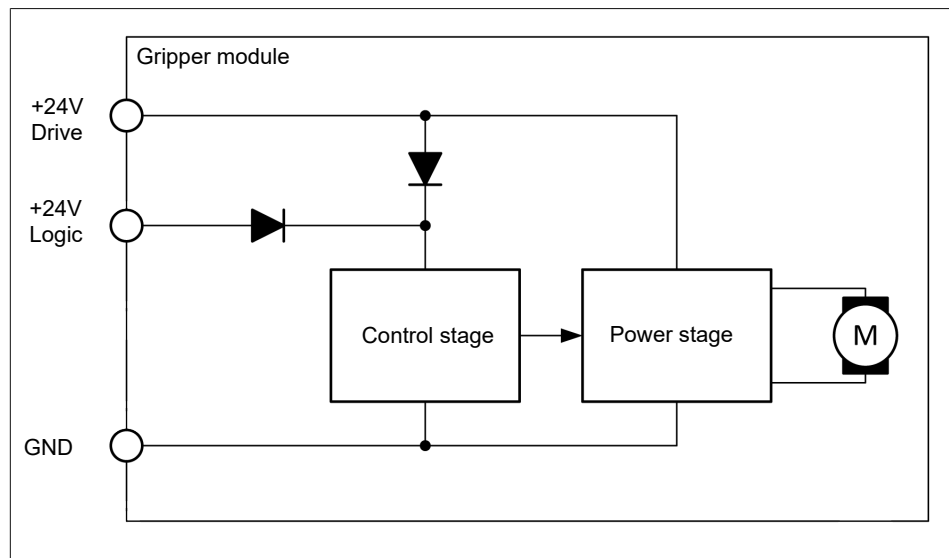 Gripper module
+24V
Drive
+24V
Logic
Control stage
Power stage
M
GND